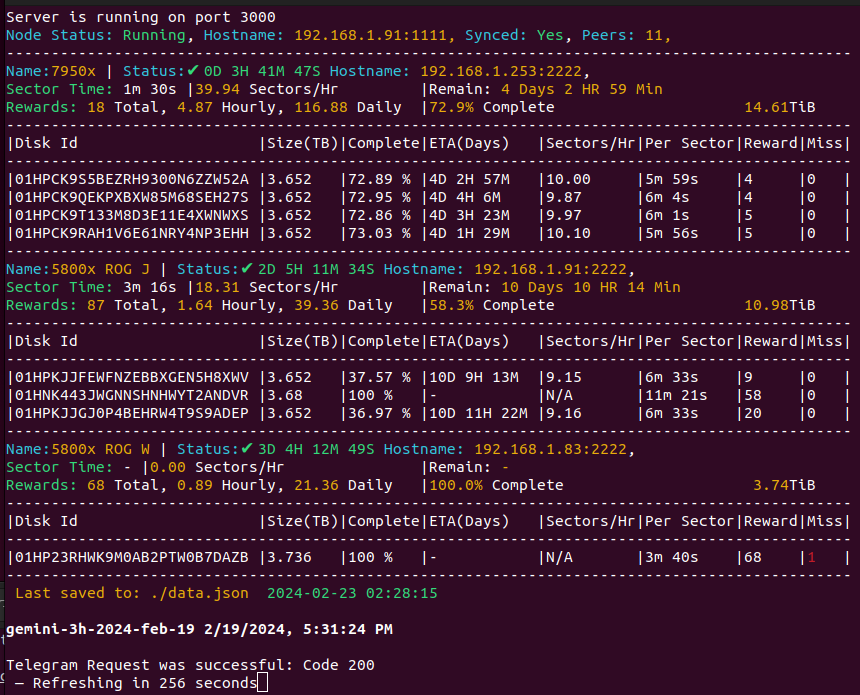 Server is running on port 3000
Node Status: Running, Hostname: 192.168.1.91:1111, Synced: Yes, Peers: 11,
Name:7950x | Status:✔ 0D 3H 41M 47S Hostname: 192.168.1.253:2222,
Sector Time: 1m 30s |39.94 Sectors/Hr |Remain: 4 Days 2 HR 59 Min
Rewards: 18 Total, 4.87 Hourly, 116.88 Daily |72.9% Complete 14.61TiB
|Disk Id |Size(TB)|Complete|ETA(Days) |Sectors/Hr|Per Sector|Reward|Miss|
|01HPCK9S5BEZRH9300N6ZZW52A |3.652 |72.89 % |4D 2H 57M |10.00 |5m 59s |4 |0 |
|01HPCK9QEKPXBXW85M68SEH27S |3.652 |72.95 % |4D 4H 6M |9.87 |6m 4s |4 |0 |
|01HPCK9T133M8D3E11E4XWNWXS |3.652 |72.86 % |4D 3H 23M |9.97 |6m 1s |5 |0 |
|01HPCK9RAH1V6E61NRY4NP3EHH |3.652 |73.03 % |4D 1H 29M |10.10 |5m 56s |5 |0 |
Name:5800x ROG J | Status:✔ 2D 5H 11M 34S Hostname: 192.168.1.91:2222,
Sector Time: 3m 16s |18.31 Sectors/Hr |Remain: 10 Days 10 HR 14 Min
Rewards: 87 Total, 1.64 Hourly, 39.36 Daily |58.3% Complete 10.98TiB
|Disk Id |Size(TB)|Complete|ETA(Days) |Sectors/Hr|Per Sector|Reward|Miss|
|01HPKJJFEWFNZEBBXGEN5H8XWV |3.652 |37.57 % |10D 9H 13M |9.15 |6m 33s |9 |0 |
|01HNK443JWGNNSHNHWYT2ANDVR |3.68 |100 % |- |N/A |11m 21s |58 |0 |
|01HPKJJGJ0P4BEHRW4T9S9ADEP |3.652 |36.97 % |10D 11H 22M |9.16 |6m 33s |20 |0 |
Name:5800x ROG W | Status:✔ 3D 4H 12M 49S Hostname: 192.168.1.83:2222,
Sector Time: - |0.00 Sectors/Hr |Remain: -
Rewards: 68 Total, 0.89 Hourly, 21.36 Daily |100.0% Complete 3.74TiB
|Disk Id |Size(TB)|Complete|ETA(Days) |Sectors/Hr|Per Sector|Reward|Miss|
|01HP23RHWK9M0AB2PTW0B7DAZB |3.736 |100 % |- |N/A |3m 40s |68 |1 |
Last saved to: ./data.json 2024-02-23 02:28:15
gemini-3h-2024-feb-19 2/19/2024, 5:31:24 PM
Telegram Request was successful: Code 200
— Refreshing in 256 seconds